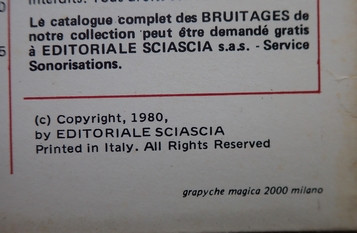 Le catalogue complet des BRUITAGES de
notre collection peut être demandé gratis
à EDITORIALE SCIASCIA s.a.s. - Service
Sonorisations.
(c) Copyright, 1980,
by EDITORIALE SCIASCIA
Printed in Italy. All Rights Reserved
grapyche magica 2000 milano